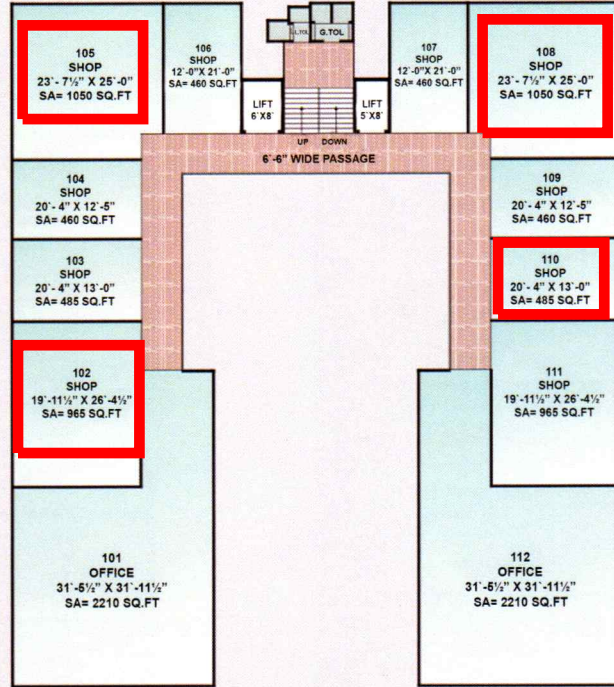 105
SHOP
23'- 7½" X 25'-0"
SA= 1050 SQ.FT
106
SHOP
12'-0"X 21'-0"
SA= 460 SQ.FT
L.TOL
G.TOL
107
SHOP
12'-0"X 21'-0"
SA= 460 SQ.FT
108
SHOP
23'- 7½" X 25'-0"
SA= 1050 SQ.FT
LIFT
6'X8'
LIFT
5'X8'
UP DOWN
6'-6" WIDE PASSAGE
104
SHOP
20'- 4" X 12'-5"
SA= 460 SQ.FT
109
SHOP
20'- 4" X 12'-5"
SA= 460 SQ.FT
103
SHOP
20'- 4" X 13'-0"
SA= 485 SQ.FT
110
SHOP
20'- 4" X 13'-0"
SA= 485 SQ.FT
102
SHOP
19'-11½" X 26'-4½"
SA= 965 SQ.FT
111
SHOP
19'-11½" X 26'-4½"
SA= 965 SQ.FT
101
OFFICE
31'-5½" X 31'-11½"
SA= 2210 SQ.FT
112
OFFICE
31'-5½" X 31'-11½"
SA= 2210 SQ.FT